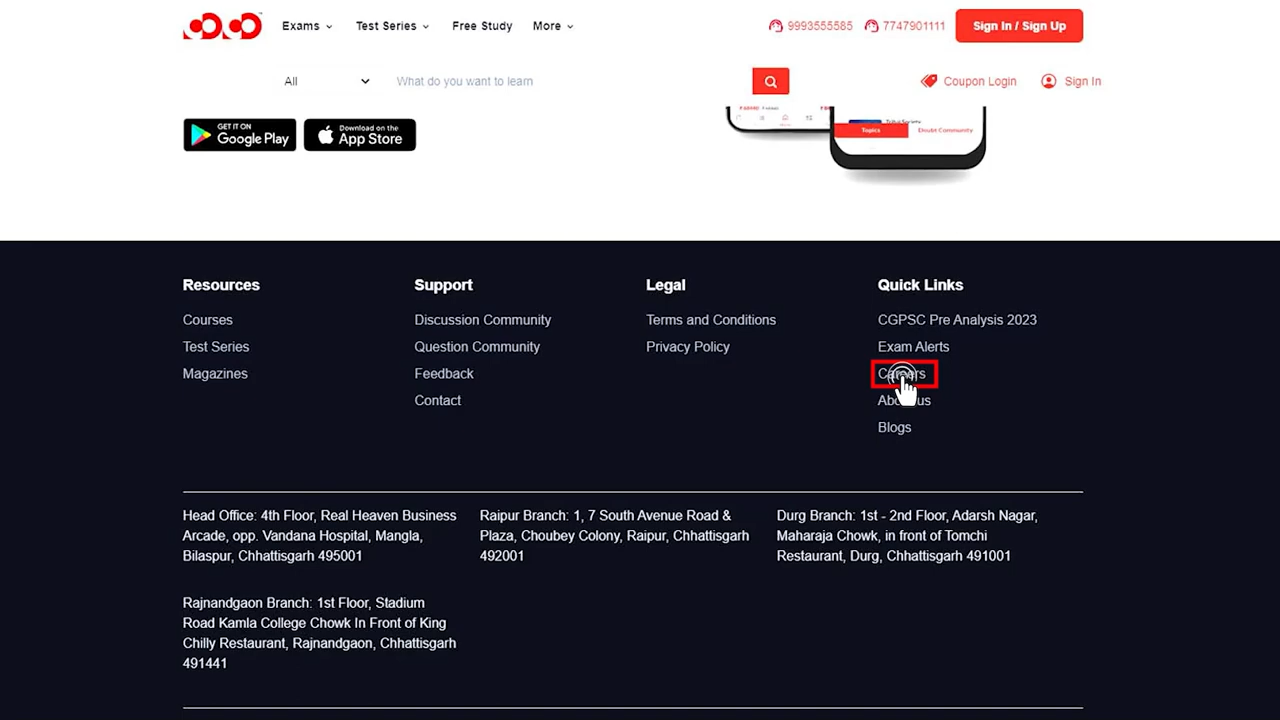 Exams
Test Series
Free Study
More
9993555585
7747901111
Sign In / Sign Up
All
What do you want to learn
Coupon Login
Sign In
GET IT ON
Google Play
Download on the
App Store
Topics
Doubt Community
Resources
Support
Legal
Quick Links
Courses
Discussion Community
Terms and Conditions
CGPSC Pre Analysis 2023
Test Series
Question Community
Privacy Policy
Exam Alerts
Magazines
Feedback
Careers
Contact
About us
Blogs
Head Office: 4th Floor, Real Heaven Business
Arcade, opp. Vandana Hospital, Mangla,
Bilaspur, Chhattisgarh 495001
Raipur Branch: 1, 7 South Avenue Road &
Plaza, Choubey Colony, Raipur, Chhattisgarh
492001
Durg Branch: 1st - 2nd Floor, Adarsh Nagar,
Maharaja Chowk, in front of Tomchi
Restaurant, Durg, Chhattisgarh 491001
Rajnandgaon Branch: 1st Floor, Stadium
Road Kamla College Chowk In Front of King
Chilly Restaurant, Rajnandgaon, Chhattisgarh
491441